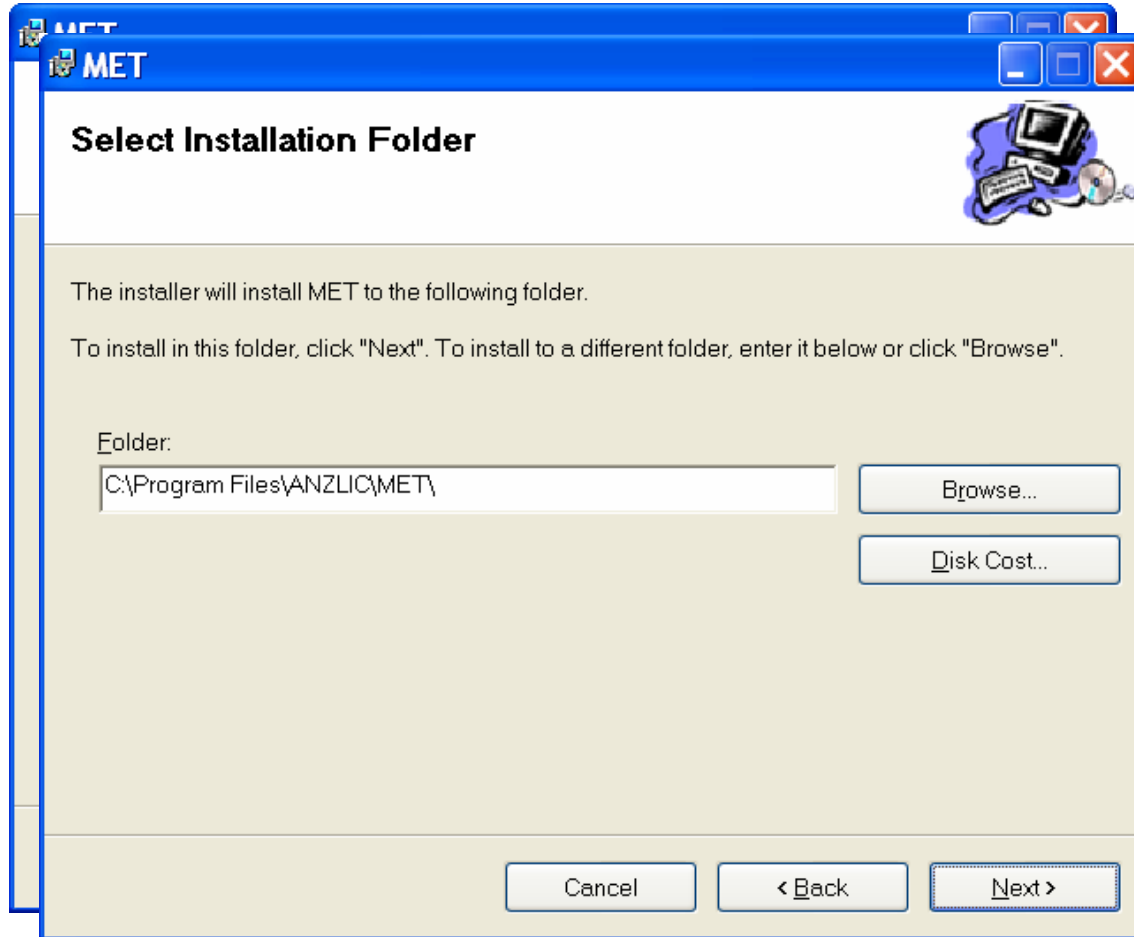 MET
MET
Select Installation Folder
The installer will install MET to the following folder.
To install in this folder, click "Next". To install to a different folder, enter it below or click "Browse".
Folder:
C:\Program Files\ANZLIC\MET\
Browse...
Disk Cost...
Cancel
< Back
Next >